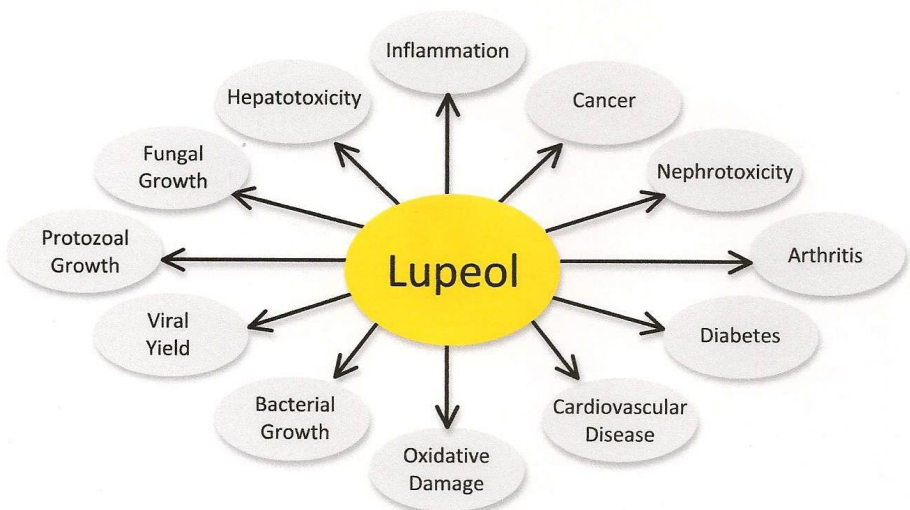 Inflammation
Hepatotoxicity
Cancer
Fungal
Growth
Nephrotoxicity
Protozoal
Growth
Lupeol
Arthritis
Viral
Yield
Diabetes
Bacterial
Growth
Cardiovascular
Disease
Oxidative
Damage